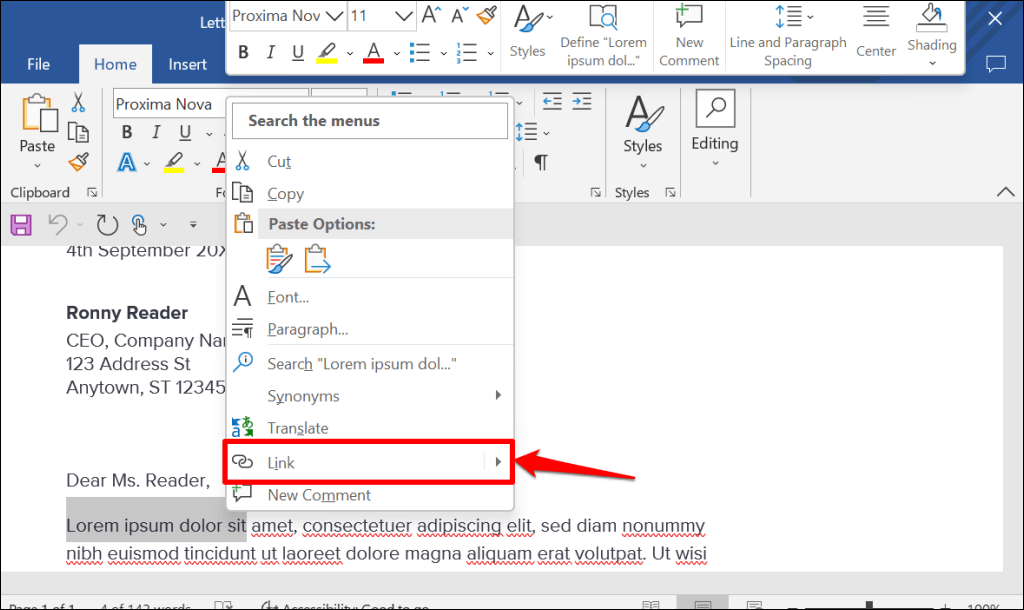 Lett
Proxima Nov 11
B I U A
Styles
Define "Lorem
ipsum dol..."
New
Comment
Line and Paragraph
Spacing
Center
Shading
File Home Insert
Paste
Clipboard
Proxima Nova
B I U
A
Styles
Styles
Editing
Search the menus
Cut
Copy
Paste Options:
Font...
Paragraph...
Search "Lorem ipsum dol..."
Synonyms
Translate
Link
New Comment
4th September 20X
Ronny Reader
CEO, Company Nan
123 Address St
Anytown, ST 12345
Dear Ms. Reader,
Lorem ipsum dolor sit amet, consectetuer adipiscing elit, sed diam nonummy
nibh euismod tincidunt ut laoreet dolore magna aliquam erat volutpat. Ut wisi
Page 1 of 1 4 of 143 words Accessibility: Good to go 100%